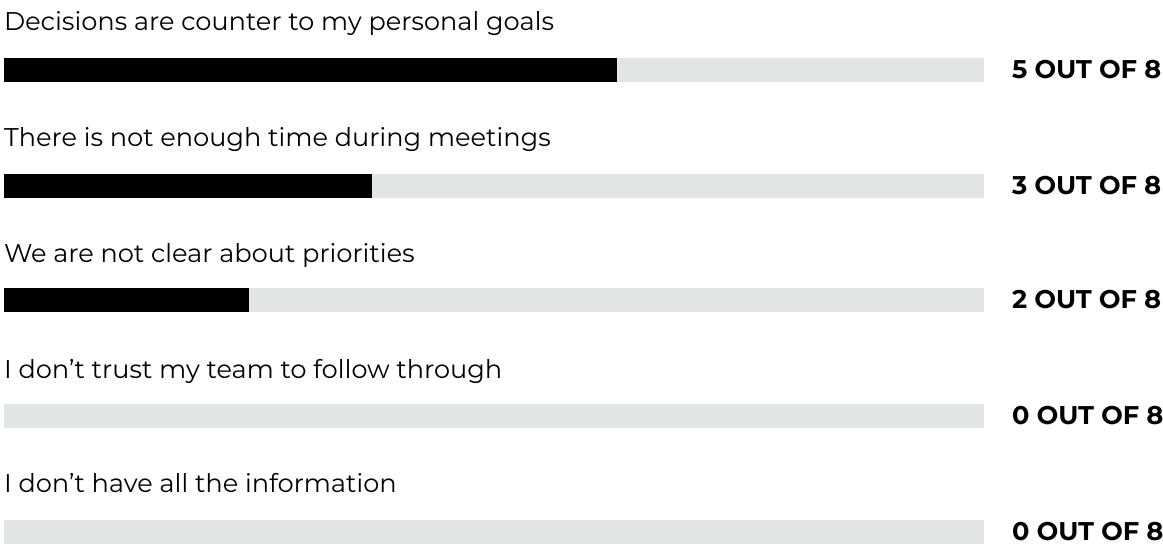 Decisions are counter to my personal goals
5 OUT OF 8
There is not enough time during meetings
3 OUT OF 8
We are not clear about priorities
2 OUT OF 8
I don’t trust my team to follow through
0 OUT OF 8
I don’t have all the information
0 OUT OF 8